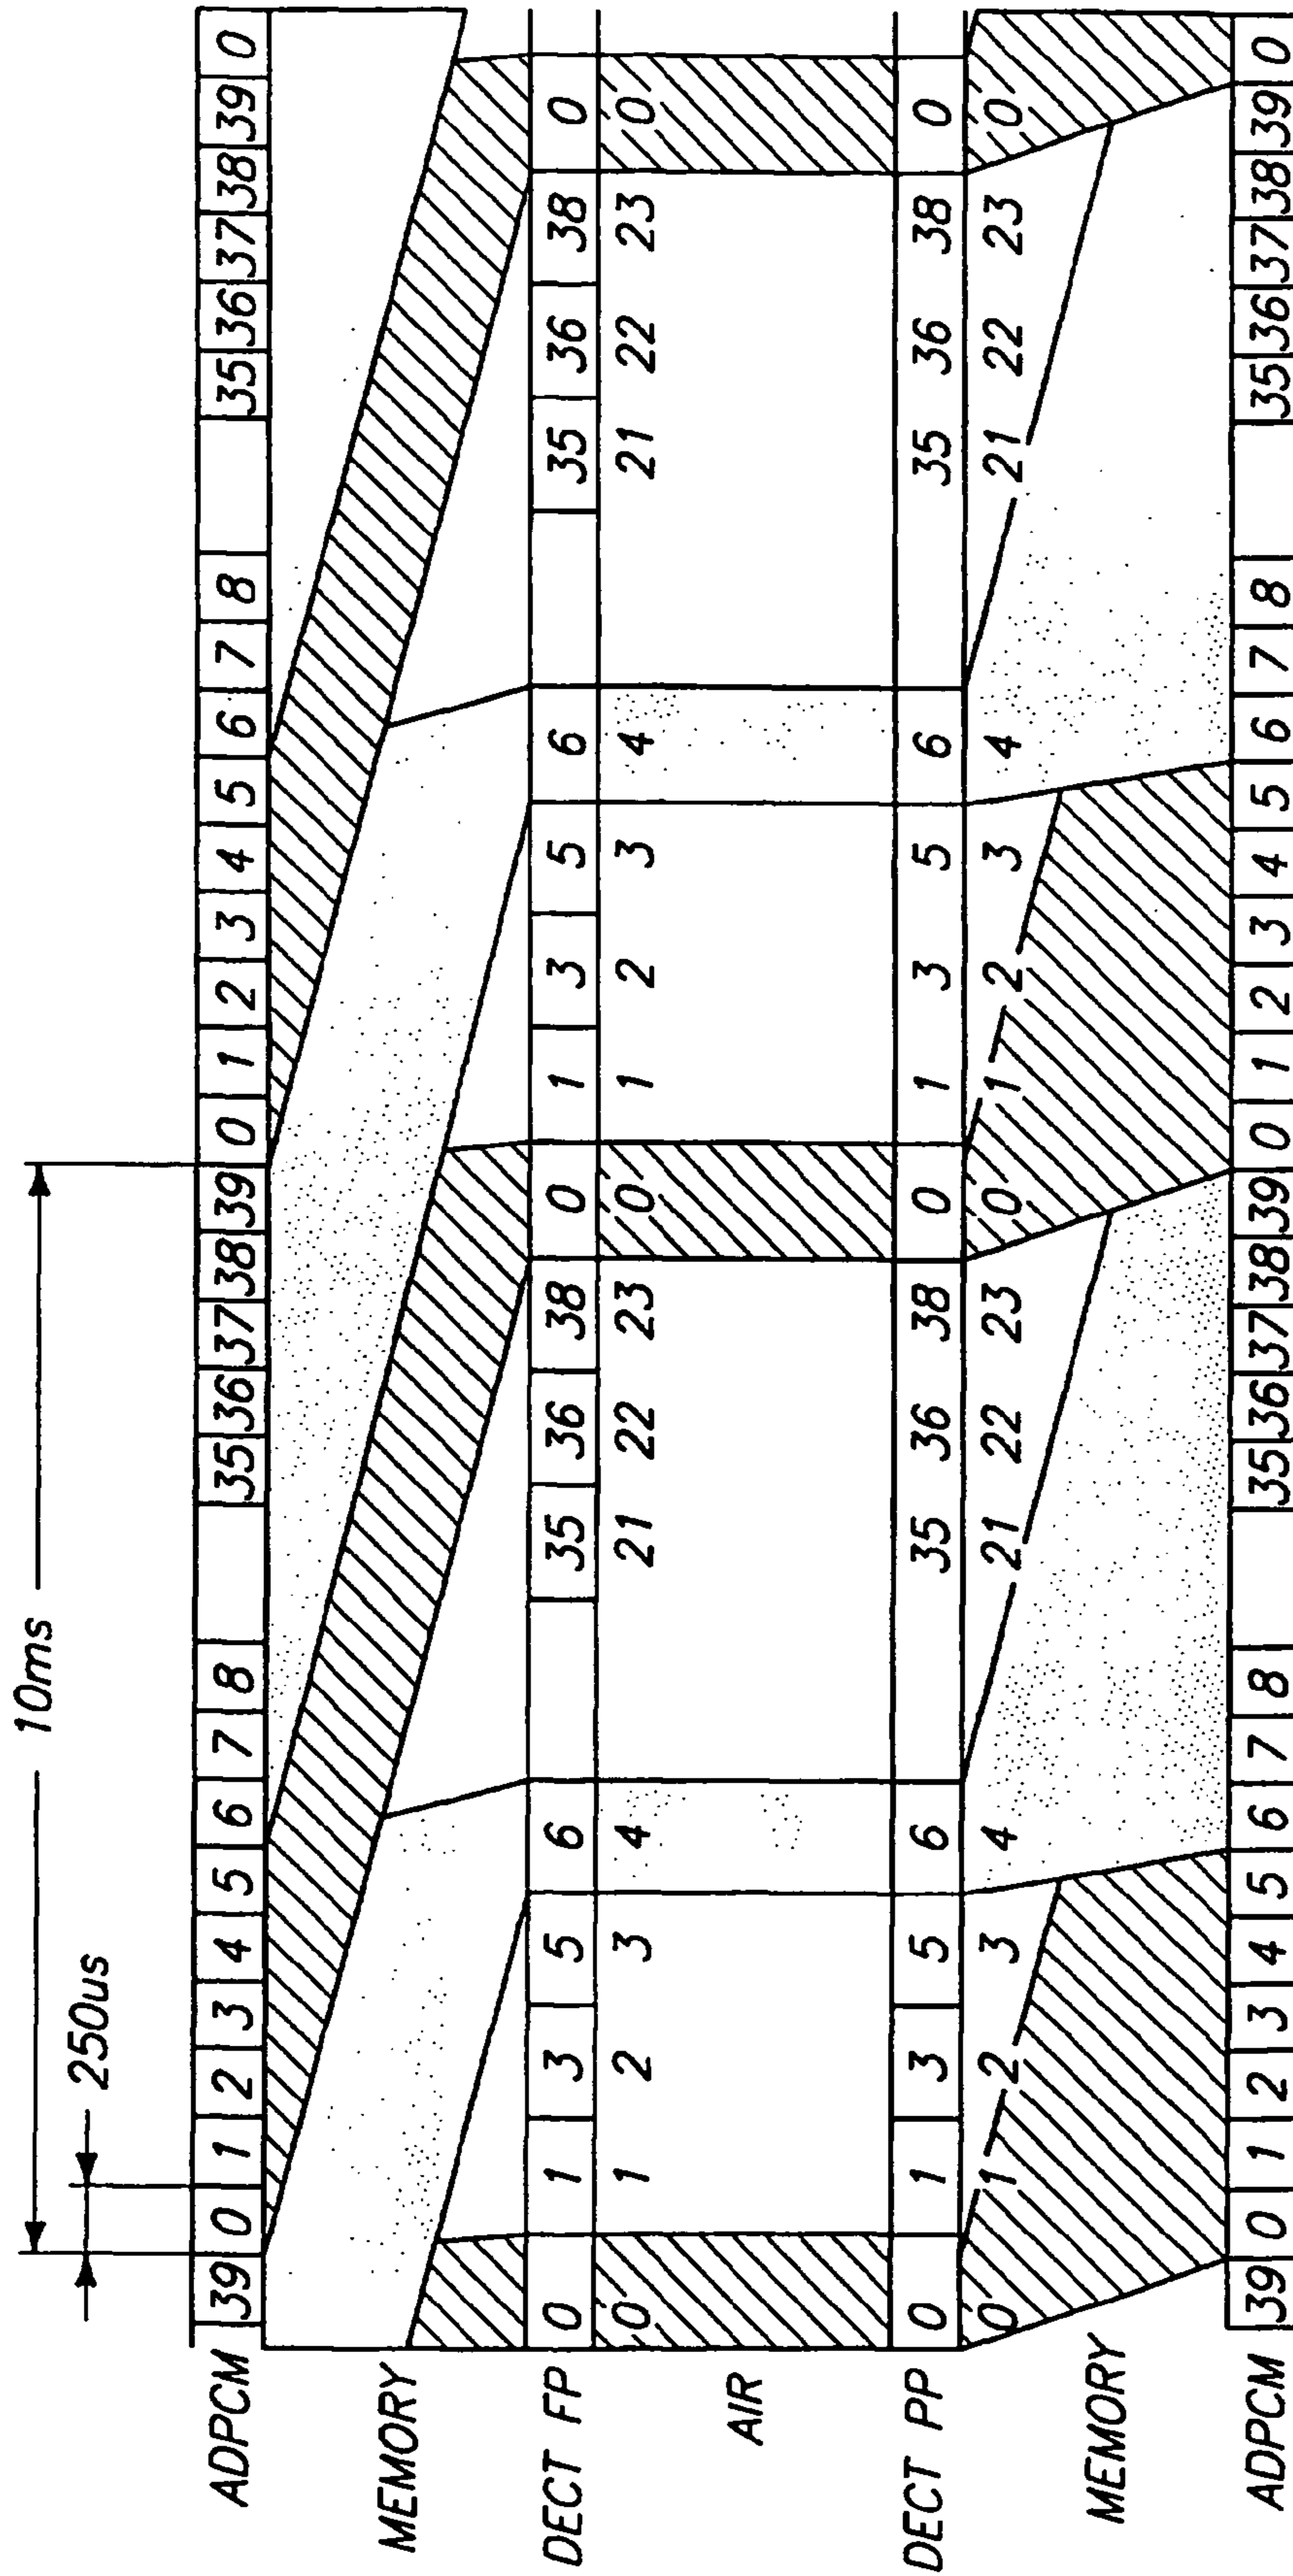 10ms
250us
ADPCM 39 0 1 2 3 4 5 6 7 8 35 36 37 38 39 0 1 2 3 4 5 6 7 8 35 36 37 38 39 0
MEMORY
DECT FP 0 1 3 5 6 35 36 38 0 1 3 5 6 35 36 38 0
0 1 2 3 4 21 22 23 0 1 2 3 4 21 22 23 0
AIR
DECT PP 0 1 3 5 6 35 36 38 0 1 3 5 6 35 36 38 0
0 1 2 3 4 21 22 23 0 1 2 3 4 21 22 23 0
MEMORY
ADPCM 39 0 1 2 3 4 5 6 7 8 35 36 37 38 39 0 1 2 3 4 5 6 7 8 35 36 37 38 39 0